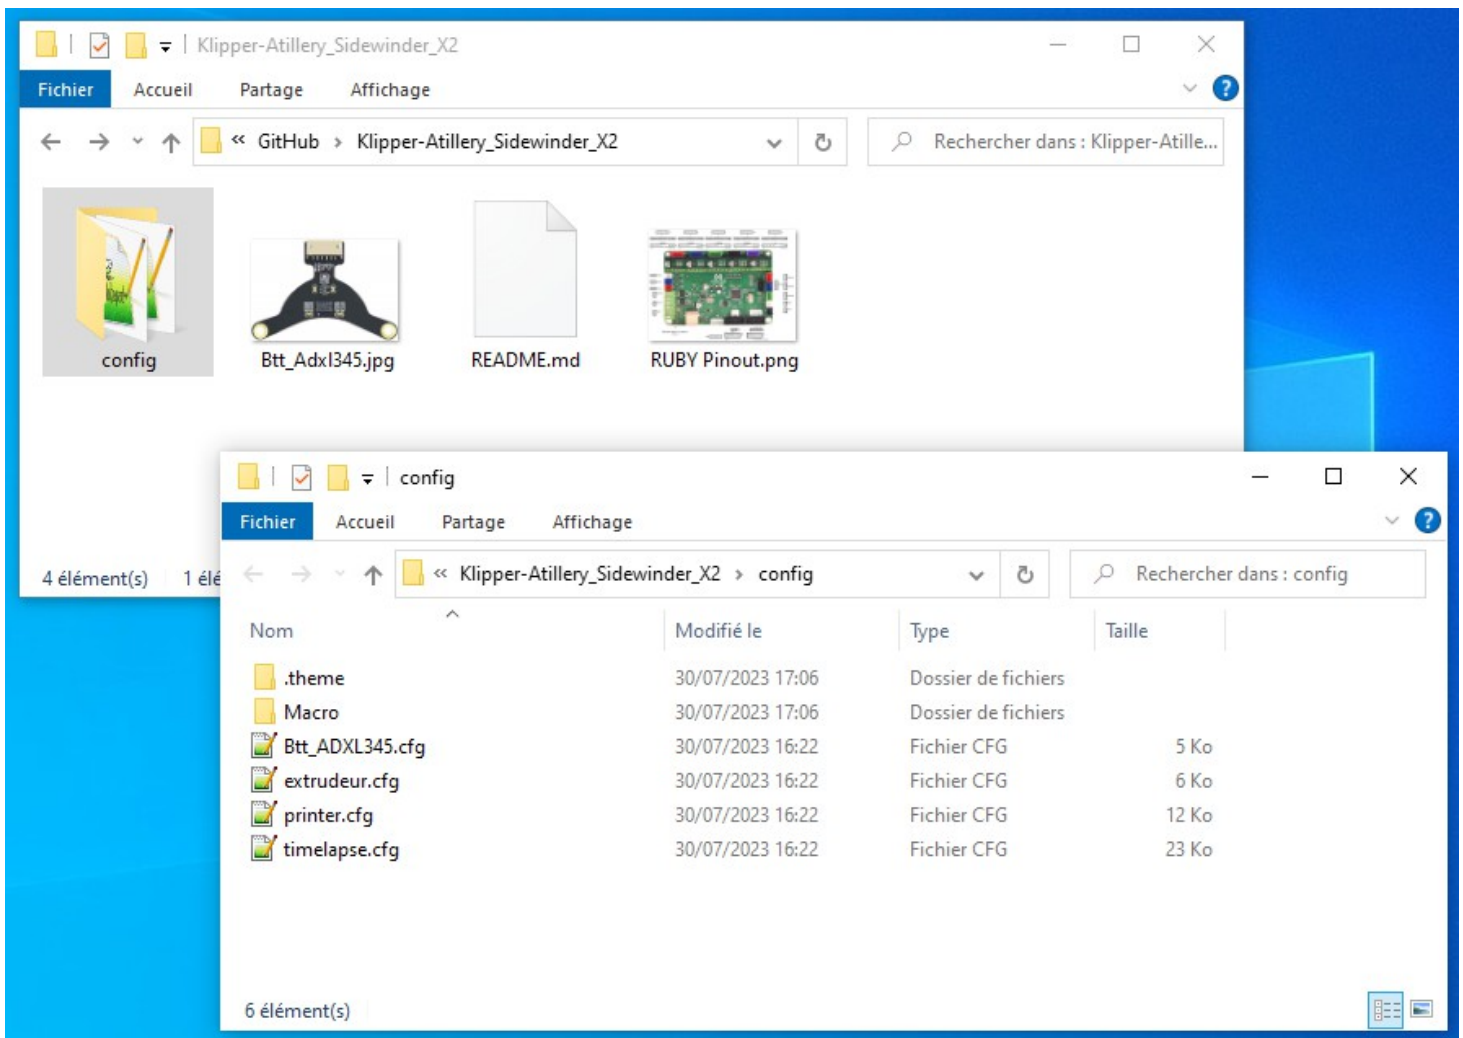 Klipper-Atillery_Sidewinder_X2
Fichier Accueil Partage Affichage
« GitHub › Klipper-Atillery_Sidewinder_X2 Rechercher dans : Klipper-Atille...
config Btt_Adxl345.jpg README.md RUBY Pinout.png
4 élément(s) 1 élé
config
Fichier Accueil Partage Affichage
« Klipper-Atillery_Sidewinder_X2 › config Rechercher dans : config
Nom Modifié le Type Taille
.theme 30/07/2023 17:06 Dossier de fichiers
Macro 30/07/2023 17:06 Dossier de fichiers
Btt_ADXL345.cfg 30/07/2023 16:22 Fichier CFG 5 Ko
extrudeur.cfg 30/07/2023 16:22 Fichier CFG 6 Ko
printer.cfg 30/07/2023 16:22 Fichier CFG 12 Ko
timelapse.cfg 30/07/2023 16:22 Fichier CFG 23 Ko
6 élément(s)